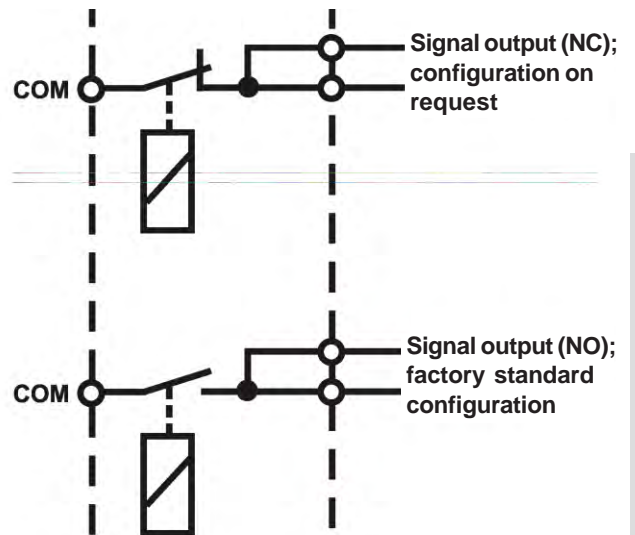 Signal output (NC);
configuration on
request
COM
Signal output (NO);
factory standard
configuration
COM